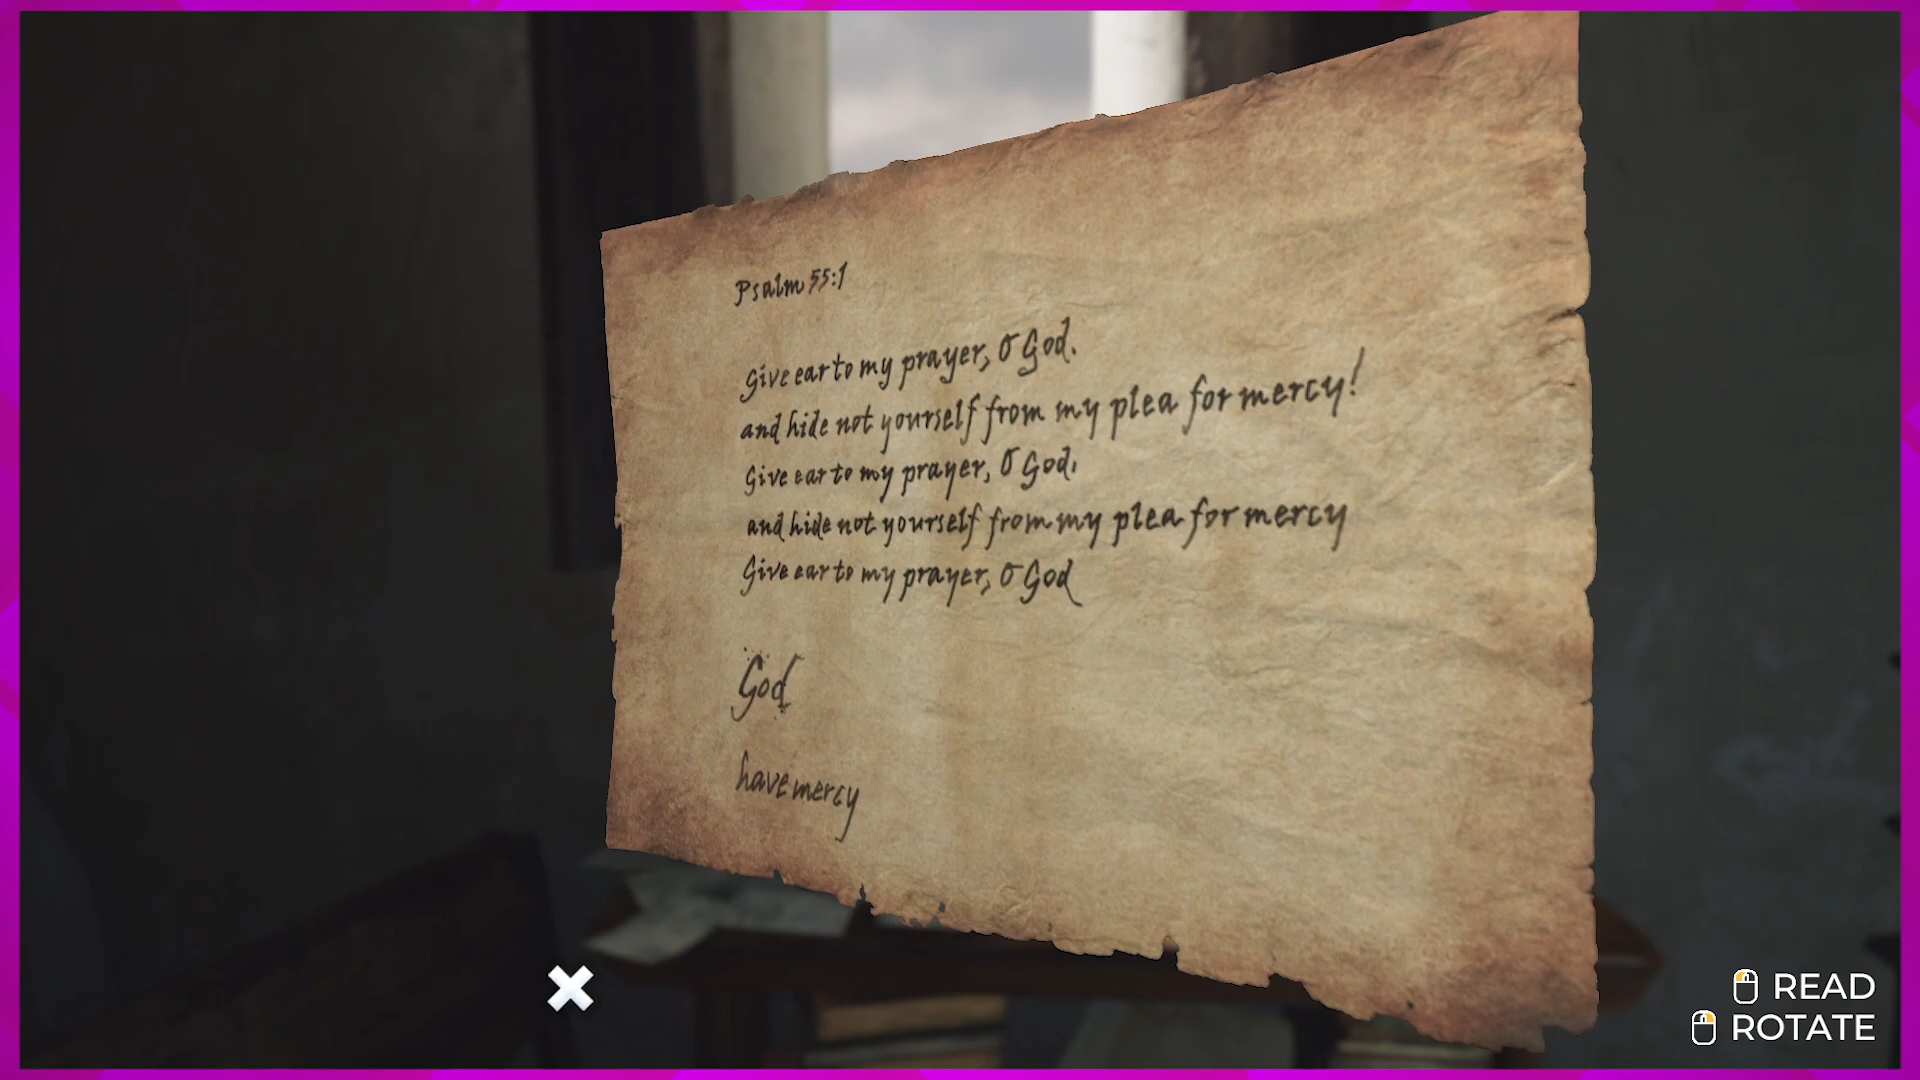 Psalm 55:1
Give ear to my prayer, O God.
and hide not yourself from my plea for mercy!
Give ear to my prayer, O God,
and hide not yourself from my plea for mercy
Give ear to my prayer, O God
God
have mercy
READ
ROTATE